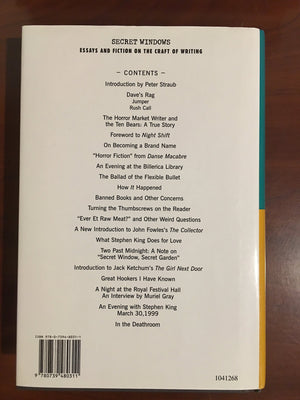 SECRET WINDOWS
ESSAYS AND FICTION ON THE CRAFT OF WRITING
– CONTENTS –
Introduction by Peter Straub
Dave's Rag
Jumper
Rush Call
The Horror Market Writer and
the Ten Bears: A True Story
Foreword to Night Shift
On Becoming a Brand Name
"Horror Fiction" from Danse Macabre
An Evening at the Billerica Library
The Ballad of the Flexible Bullet
How It Happened
Banned Books and Other Concerns
Turning the Thumbscrews on the Reader
"Ever Et Raw Meat?" and Other Weird Questions
A New Introduction to John Fowles's The Collector
What Stephen King Does for Love
Two Past Midnight: A Note on
"Secret Window, Secret Garden"
Introduction to Jack Ketchum's The Girl Next Door
Great Hookers I Have Known
A Night at the Royal Festival Hall
An Interview by Muriel Gray
An Evening with Stephen King
March 30,1999
In the Deathroom
9780739480311
1041268